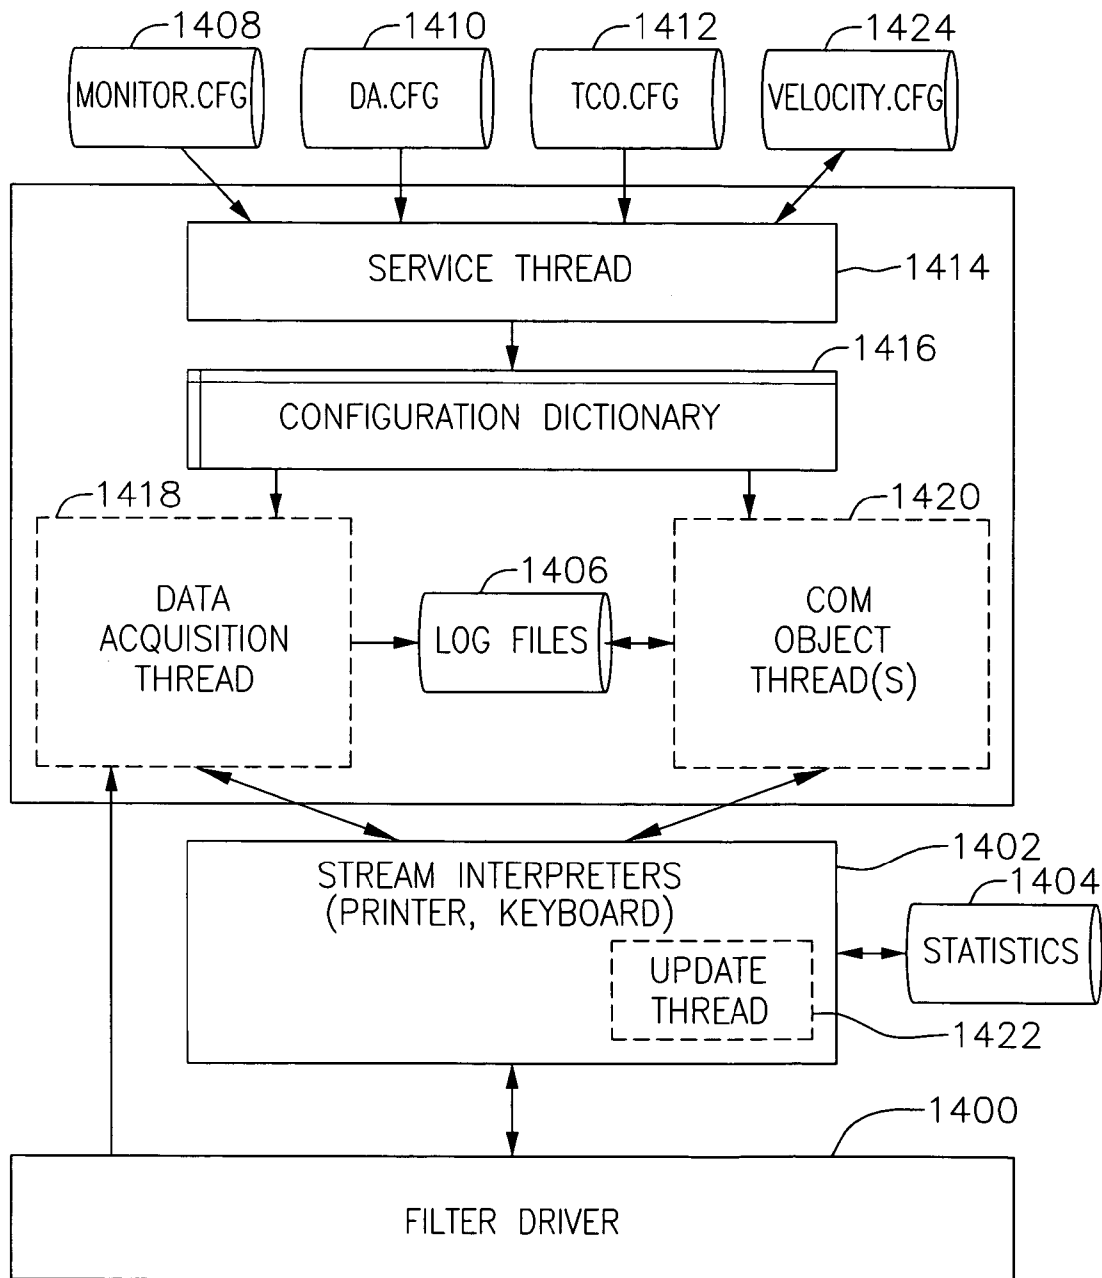 1408
1410
1412
1424
MONITOR.CFG
DA.CFG
TCO.CFG
VELOCITY.CFG
SERVICE THREAD
1414
1416
CONFIGURATION DICTIONARY
1418
1420
DATA
ACQUISITION
THREAD
1406
LOG FILES
COM
OBJECT
THREAD(S)
1402
STREAM INTERPRETERS
(PRINTER, KEYBOARD)
1404
STATISTICS
UPDATE
THREAD
1422
1400
FILTER DRIVER